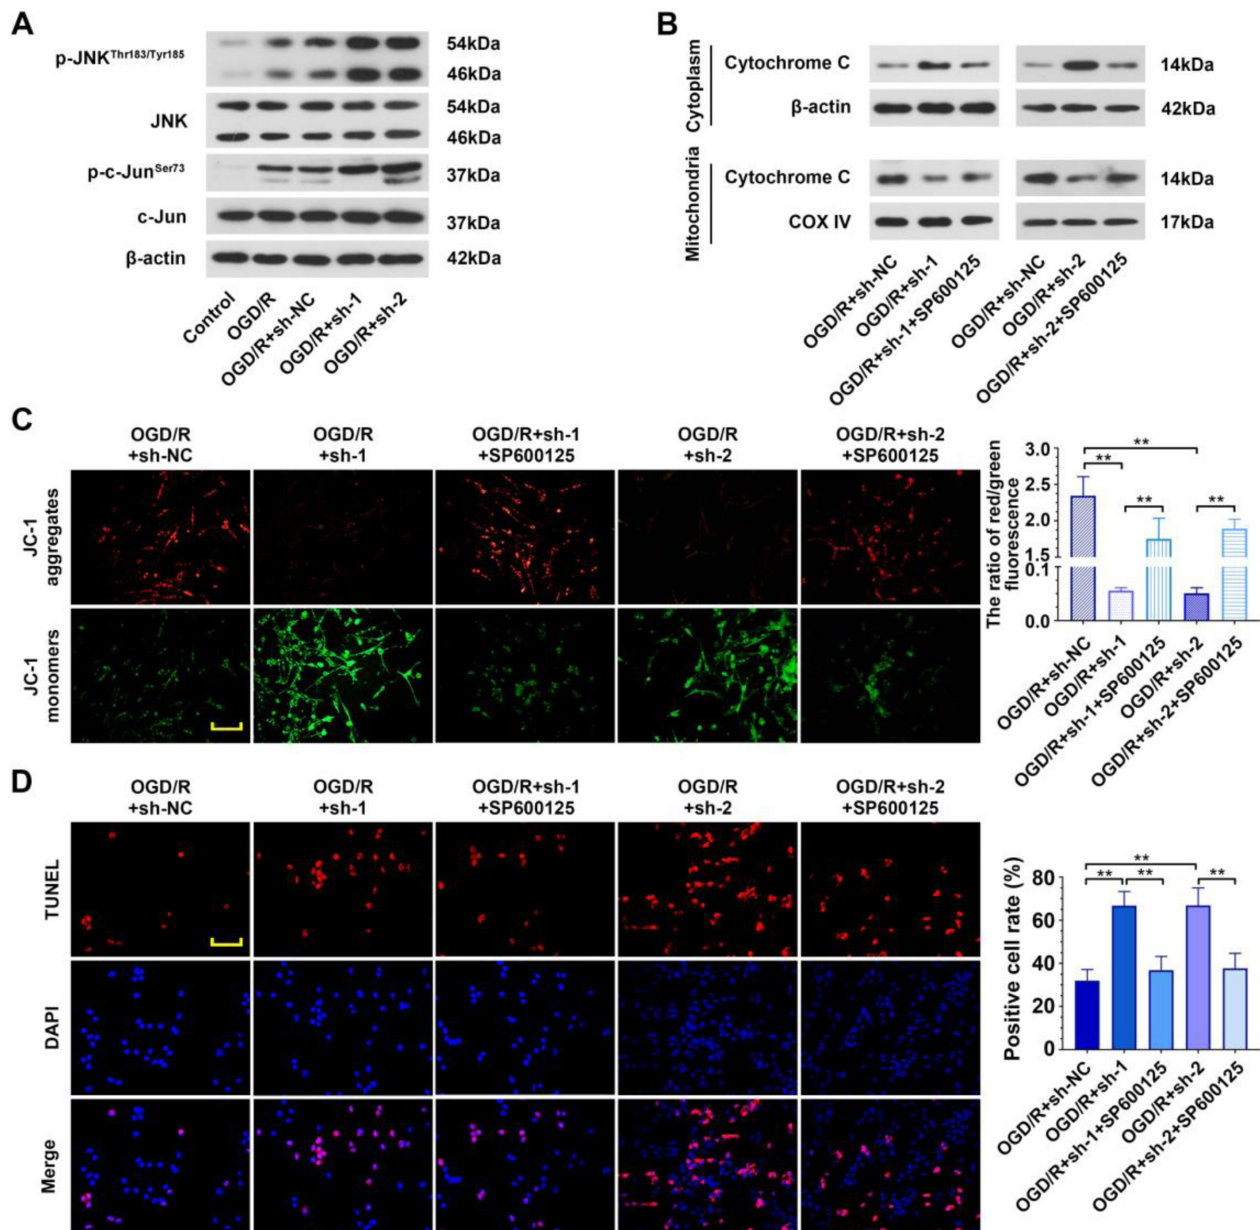 A
p-JNKThr183/Tyr185
54kDa
46kDa
JNK
54kDa
46kDa
p-c-JunSer73
37kDa
c-Jun
37kDa
β-actin
42kDa
Control
OGD/R
OGD/R+sh-NC
OGD/R+sh-1
OGD/R+sh-2
B
Cytoplasm
Cytochrome C
14kDa
β-actin
42kDa
Mitochondria
Cytochrome C
14kDa
COX IV
17kDa
OGD/R+sh-NC
OGD/R+sh-1
OGD/R+sh-1+SP600125
OGD/R+sh-NC
OGD/R+sh-2
OGD/R+sh-2+SP600125
C
OGD/R
+sh-NC
OGD/R
+sh-1
OGD/R+sh-1
+SP600125
OGD/R
+sh-2
OGD/R+sh-2
+SP600125
JC-1
aggregates
JC-1
monomers
The ratio of red/green
fluorescence
3.0
2.5
2.0
1.5
0.1
0.0
**
**
**
**
OGD/R+sh-NC
OGD/R+sh-1
OGD/R+sh-1+SP600125
OGD/R+sh-2
OGD/R+sh-2+SP600125
D
OGD/R
+sh-NC
OGD/R
+sh-1
OGD/R+sh-1
+SP600125
OGD/R
+sh-2
OGD/R+sh-2
+SP600125
TUNEL
DAPI
Merge
Positive cell rate (%)
80
60
40
20
0
**
**
**
**
OGD/R+sh-NC
OGD/R+sh-1
OGD/R+sh-1+SP600125
OGD/R+sh-2
OGD/R+sh-2+SP600125